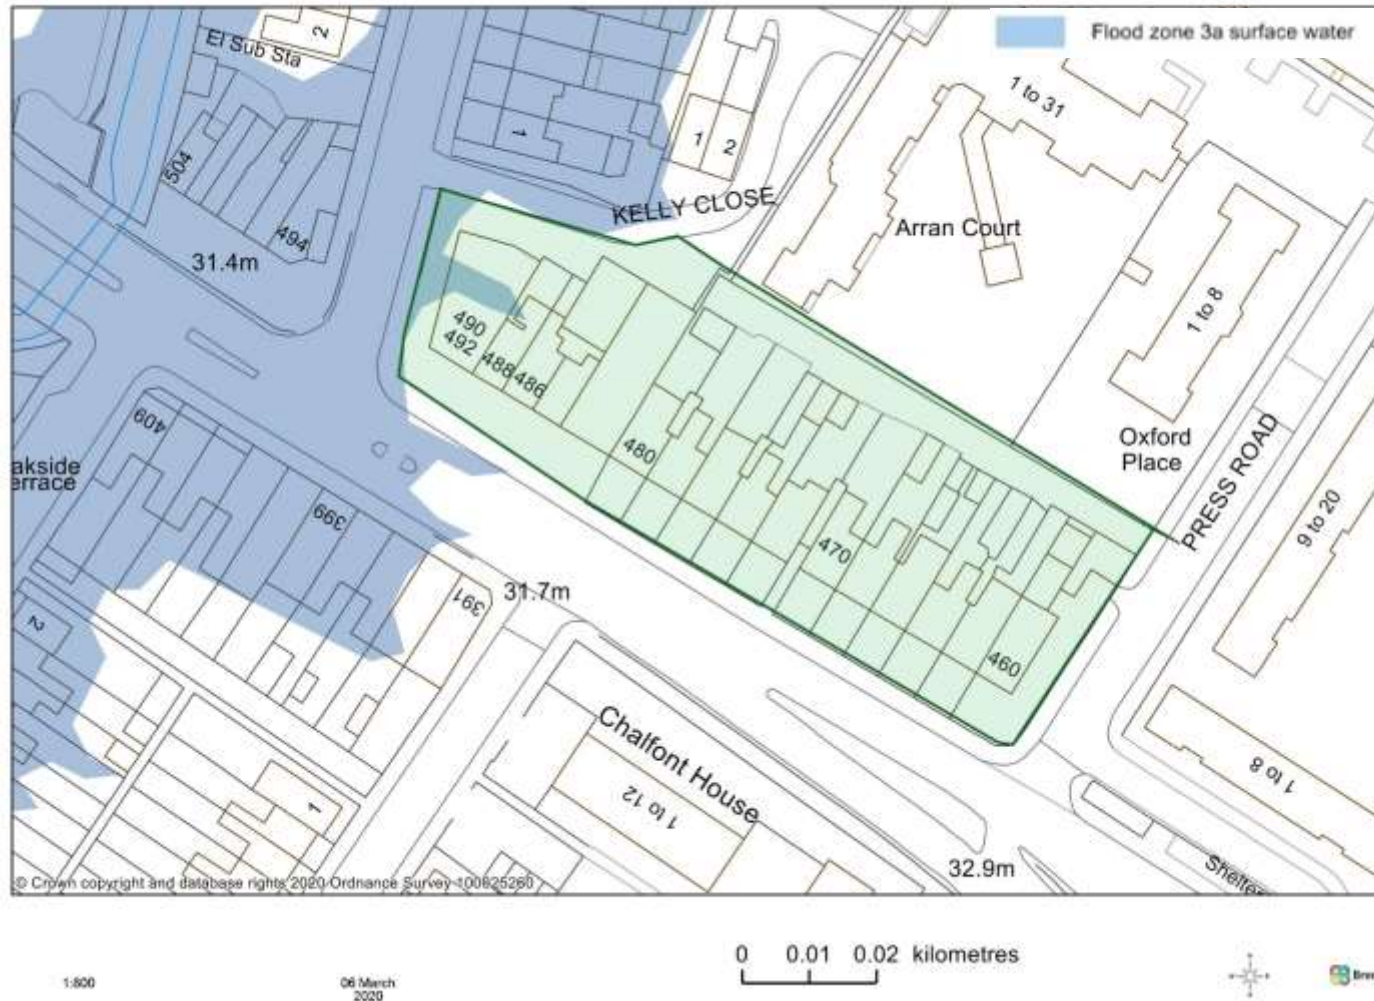 Flood zone 3a surface water
2
El Sub Sta
1 to 31
504
1
1
2
KELLY CLOSE
Arran Court
494
31.4m
1 to 8
490
492
488
486
409
480
Oxford
Place
PRESS ROAD
akside
errace
399
470
9 to 20
391
31.7m
2
460
Chalfont House
1 to 12
1
1 to 8
32.9m
Shelter
© Crown copyright and database rights 2020 Ordnance Survey 100025260
0 0.01 0.02 kilometres
1:800
06 March
2020